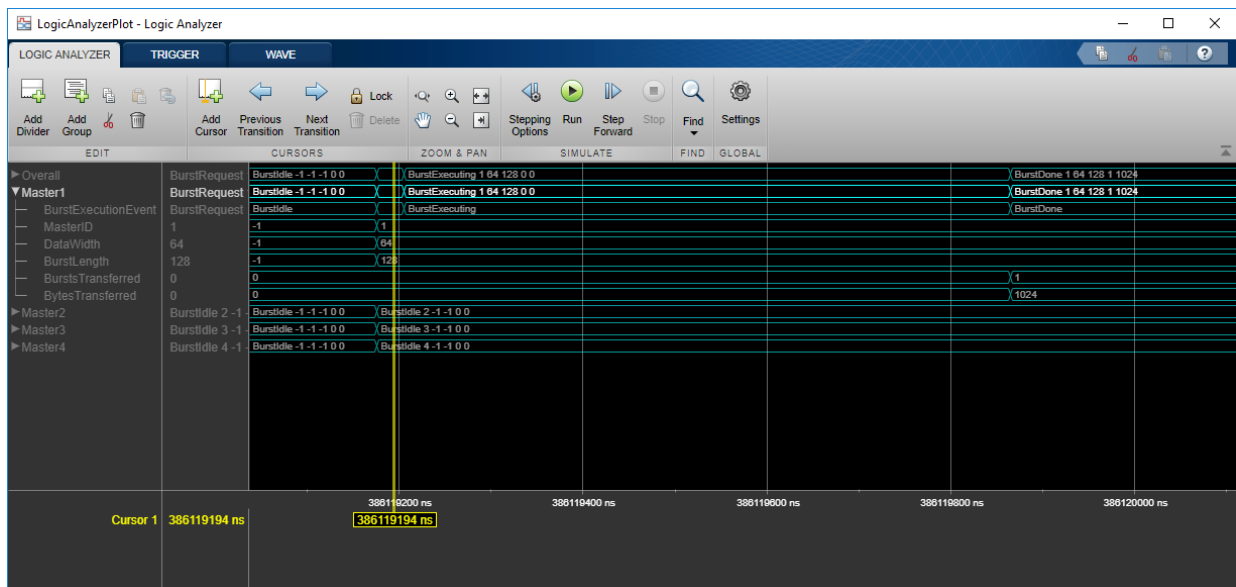 LogicAnalyzerPlot - Logic Analyzer
LOGIC ANALYZER TRIGGER WAVE
?
Lock
Delete
Add Divider
Add Group
Add Cursor
Previous Transition
Next Transition
Stepping Options
Run
Step Forward
Stop
Find
Settings
EDIT CURSORS ZOOM & PAN SIMULATE FIND GLOBAL
Overall BurstRequest BurstIdle -1 -1 -1 0 0 BurstExecuting 1 64 128 0 0 BurstDone 1 64 128 1 1024
Master1 BurstRequest BurstIdle -1 -1 -1 0 0 BurstExecuting 1 64 128 0 0 BurstDone 1 64 128 1 1024
BurstExecutionEvent BurstRequest BurstIdle BurstExecuting BurstDone
MasterID 1 -1 1
DataWidth 64 -1 64
BurstLength 128 -1 128
BurstsTransferred 0 0 1
BytesTransferred 0 0 1024
Master2 BurstIdle 2 -1 - BurstIdle -1 -1 -1 0 0 BurstIdle 2 -1 -1 0 0
Master3 BurstIdle 3 -1 - BurstIdle -1 -1 -1 0 0 BurstIdle 3 -1 -1 0 0
Master4 BurstIdle 4 -1 - BurstIdle -1 -1 -1 0 0 BurstIdle 4 -1 -1 0 0
386119200 ns 386119400 ns 386119600 ns 386119800 ns 386120000 ns
Cursor 1 386119194 ns 386119194 ns